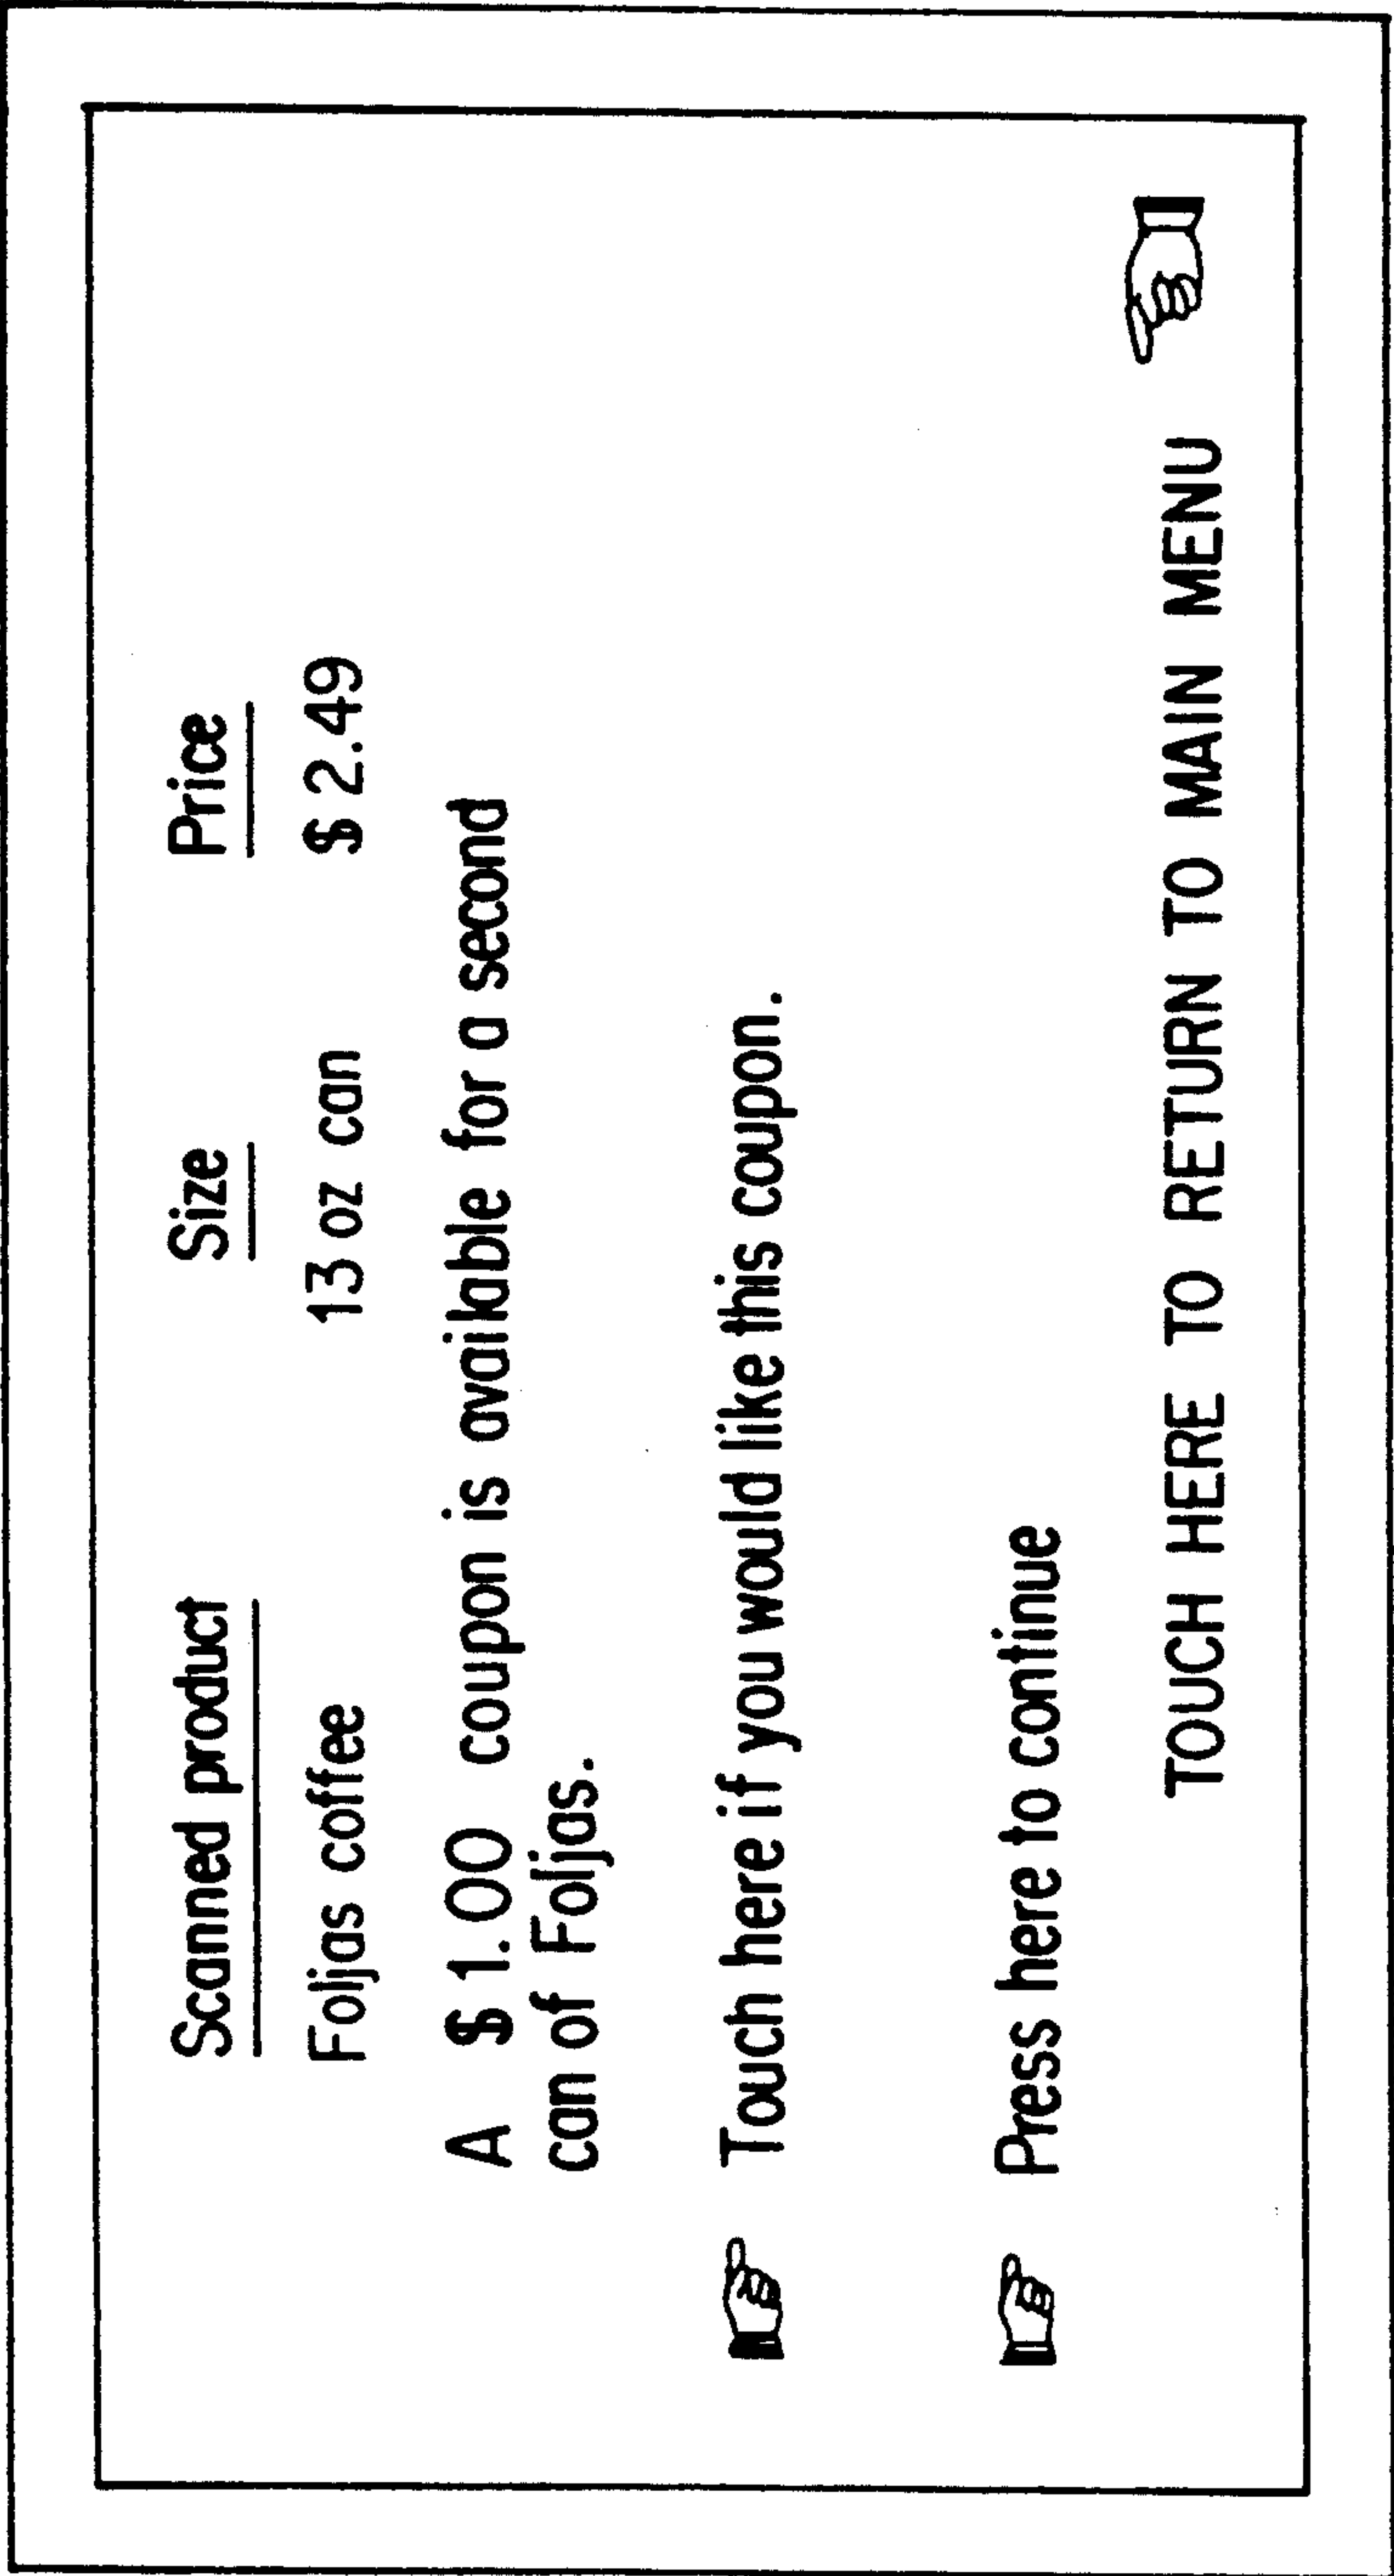 Scanned product Size Price
Foljas coffee 13 oz can $ 2.49
A $ 1.00 coupon is available for a second
can of Foljas.
Touch here if you would like this coupon.
Press here to continue
TOUCH HERE TO RETURN TO MAIN MENU